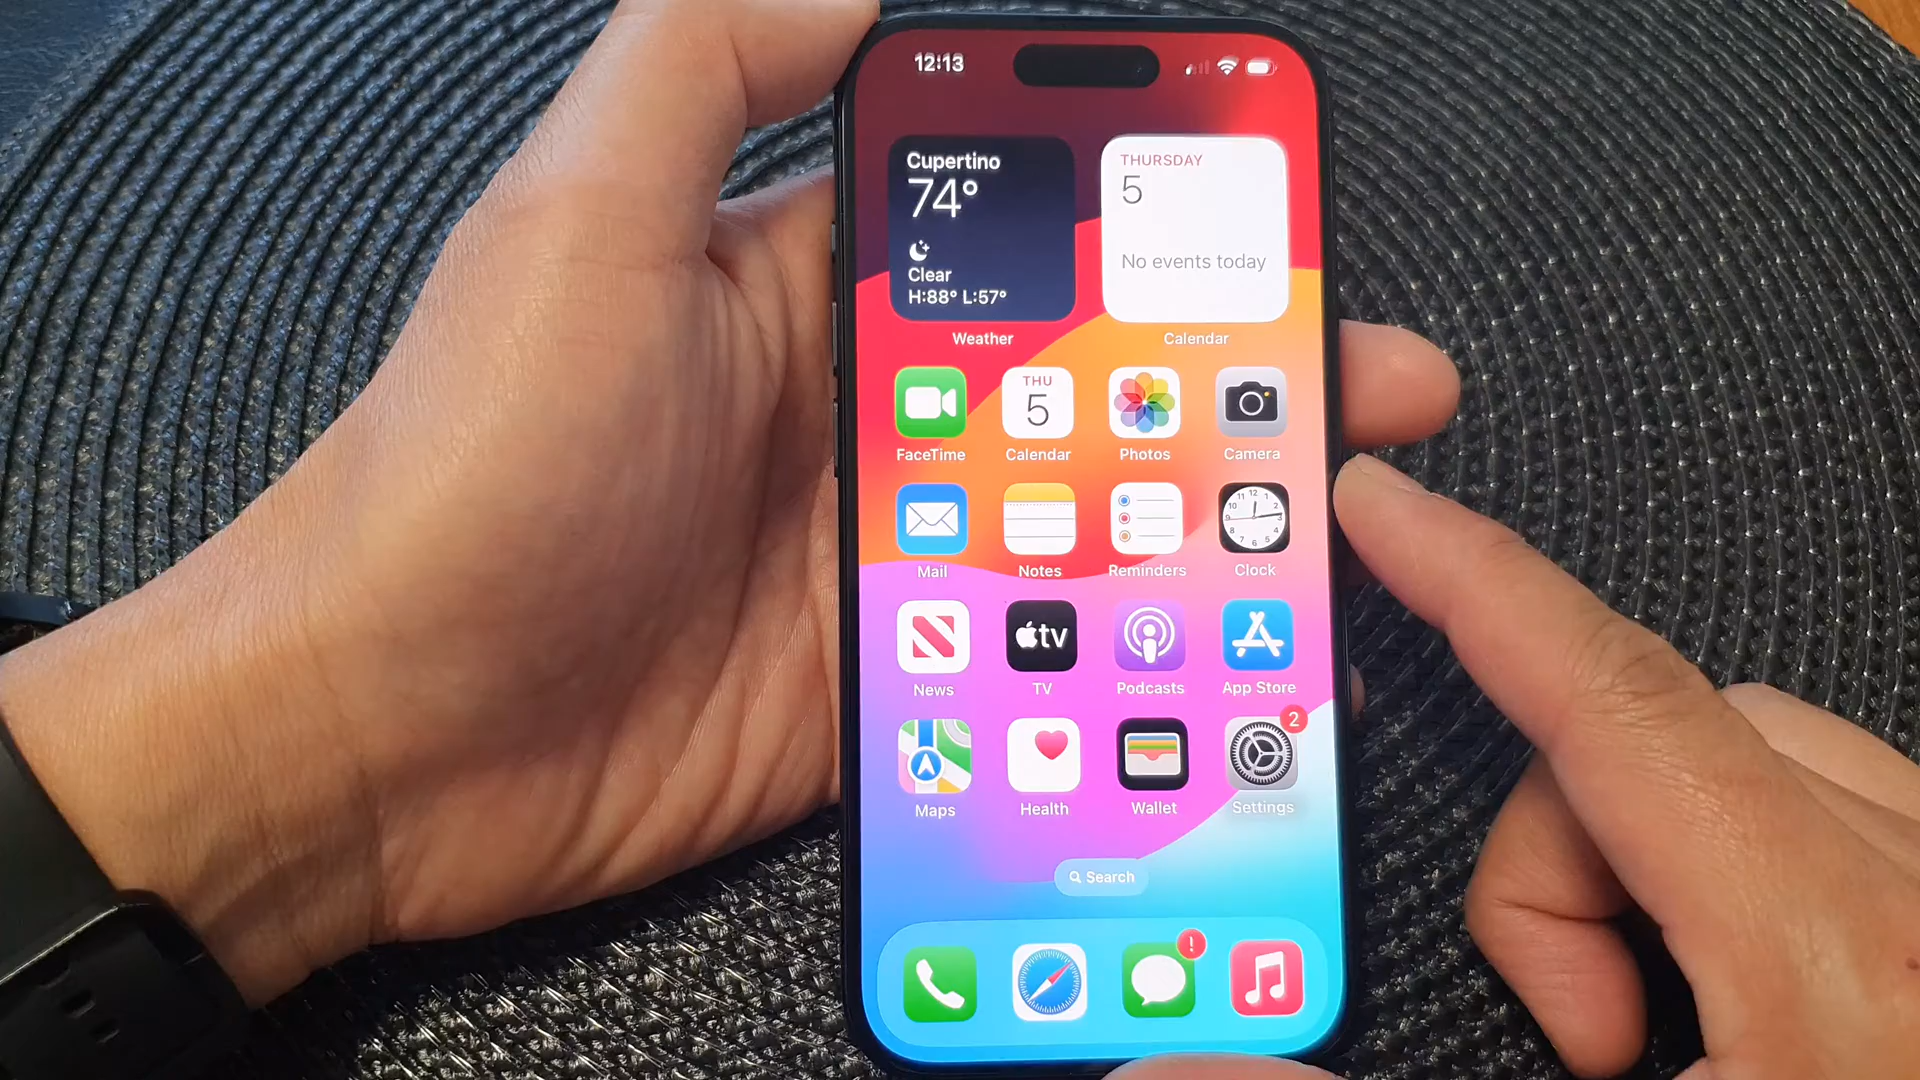 12:13
Cupertino
74°
Clear
H:88° L:57°
Weather
THURSDAY
5
No events today
Calendar
FaceTime
THU
5
Calendar
Photos
Camera
Mail
Notes
Reminders
Clock
News
tv
TV
Podcasts
App Store
Maps
Health
Wallet
2
Settings
Search
!